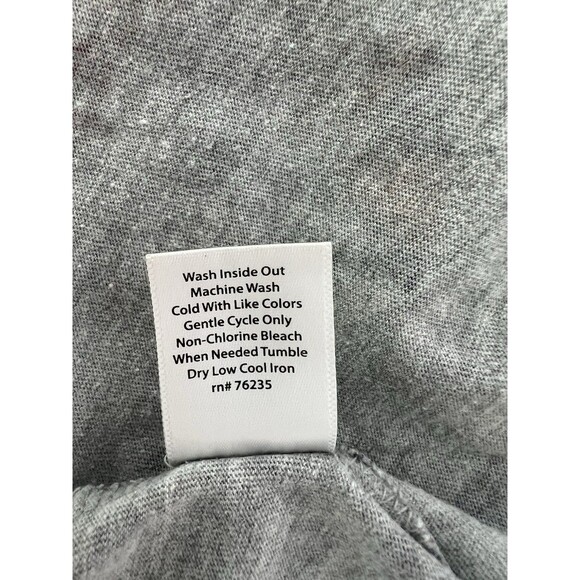 Wash Inside Out
Machine Wash
Cold With Like Colors
Gentle Cycle Only
Non-Chlorine Bleach
When Needed Tumble
Dry Low Cool Iron
rn# 76235